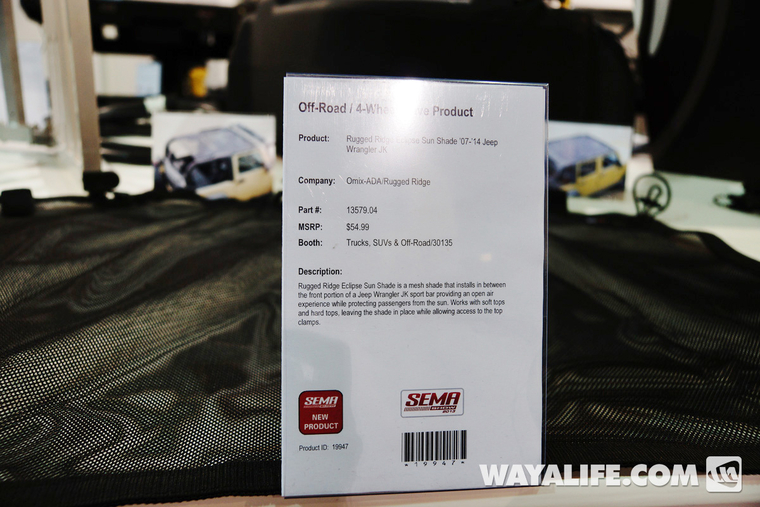 Off-Road / 4-Wheel Drive Product
Product: Rugged Ridge Eclipse Sun Shade '07-'14 Jeep
Wrangler JK
Company: Omix-ADA/Rugged Ridge
Part #: 13579.04
MSRP: $54.99
Booth: Trucks, SUVs & Off-Road/30135
Description:
Rugged Ridge Eclipse Sun Shade is a mesh shade that installs in between
the front portion of a Jeep Wrangler JK sport bar providing an open air
experience while protecting passengers from the sun. Works with soft tops
and hard tops, leaving the shade in place while allowing access to the top
clamps.
SEMA
NEW
PRODUCT
SEMA
Product ID: 19947
*19947*
WAYALIFE.COM